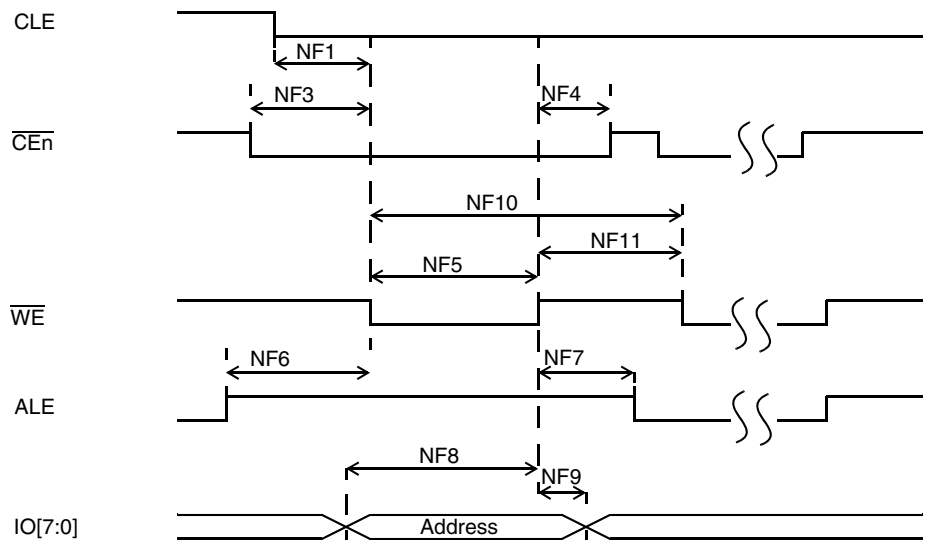 CLE
NF1
NF3
NF4
CEn
NF10
NF11
NF5
WE
NF6
NF7
ALE
NF8
NF9
IO[7:0]
Address